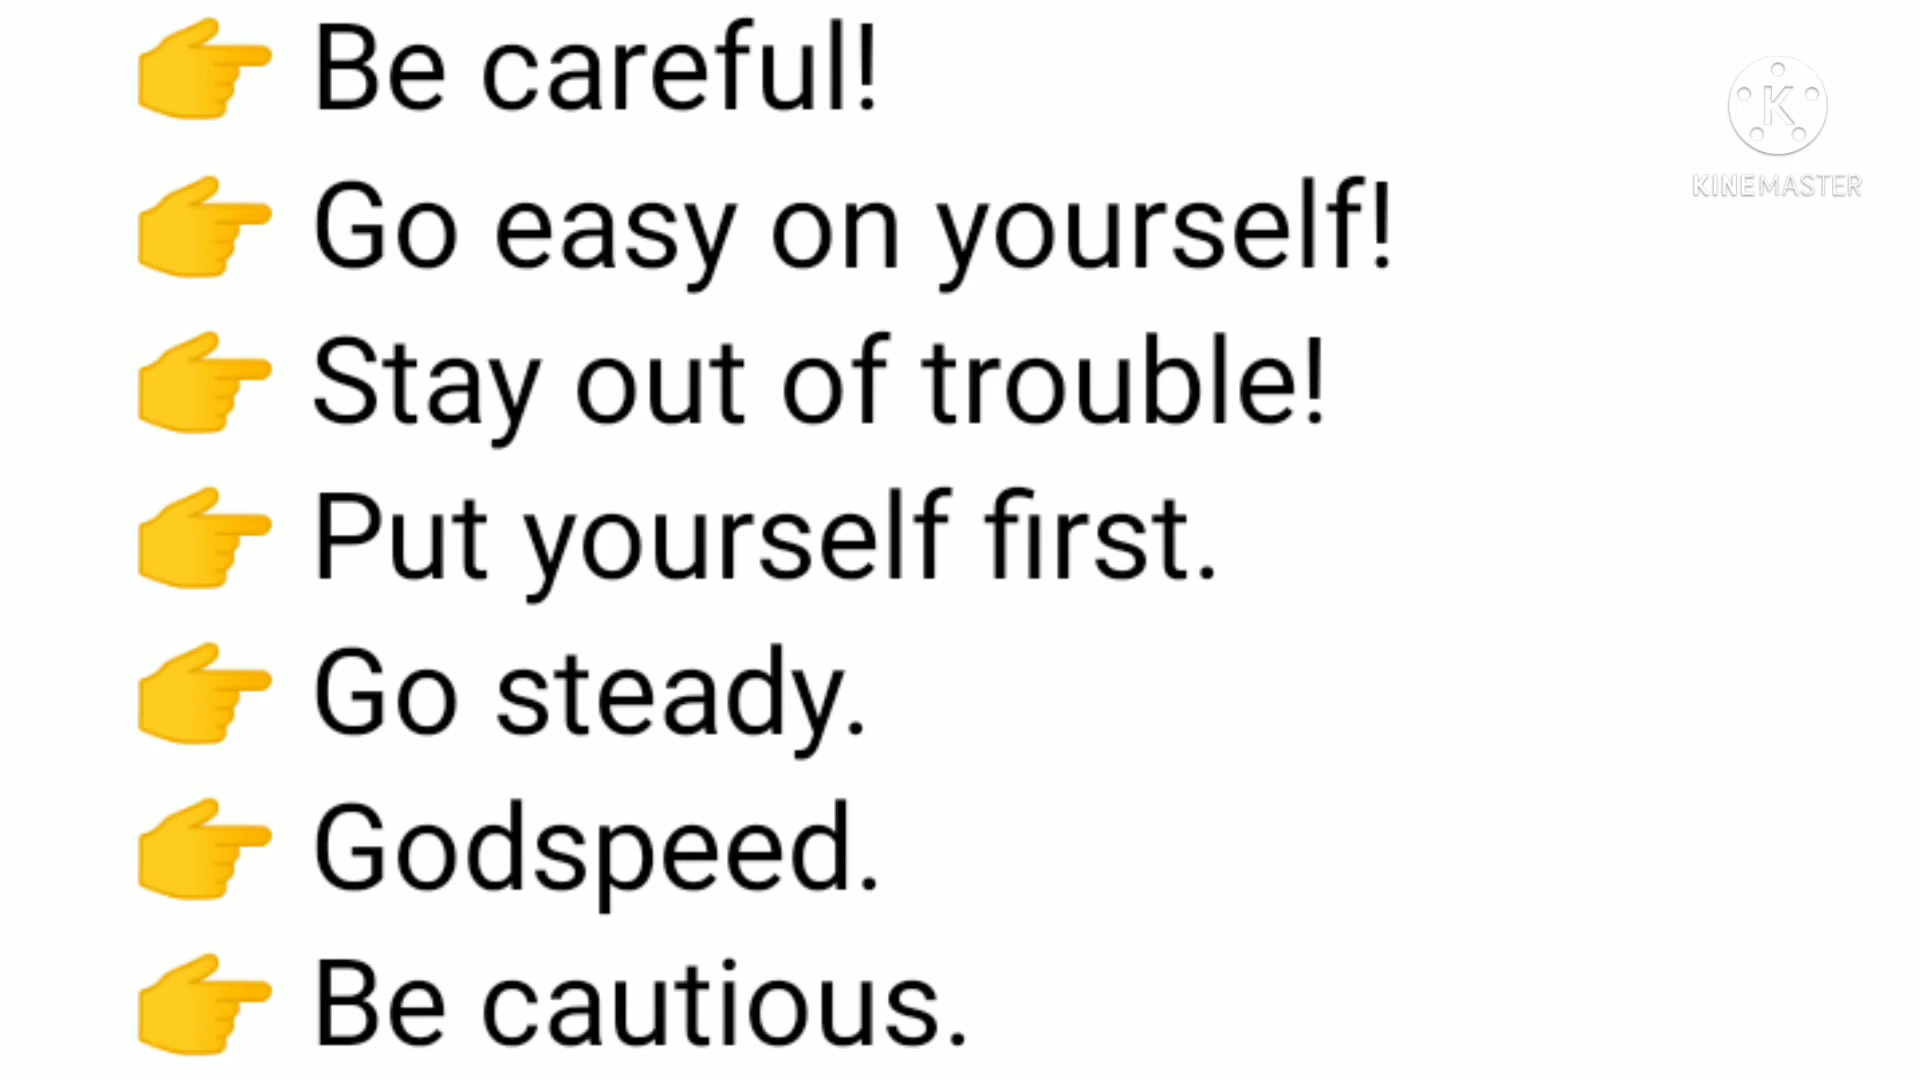 👉 Be careful!
👉 Go easy on yourself!
👉 Stay out of trouble!
👉 Put yourself first.
👉 Go steady.
👉 Godspeed.
👉 Be cautious.
K
KINEMASTER